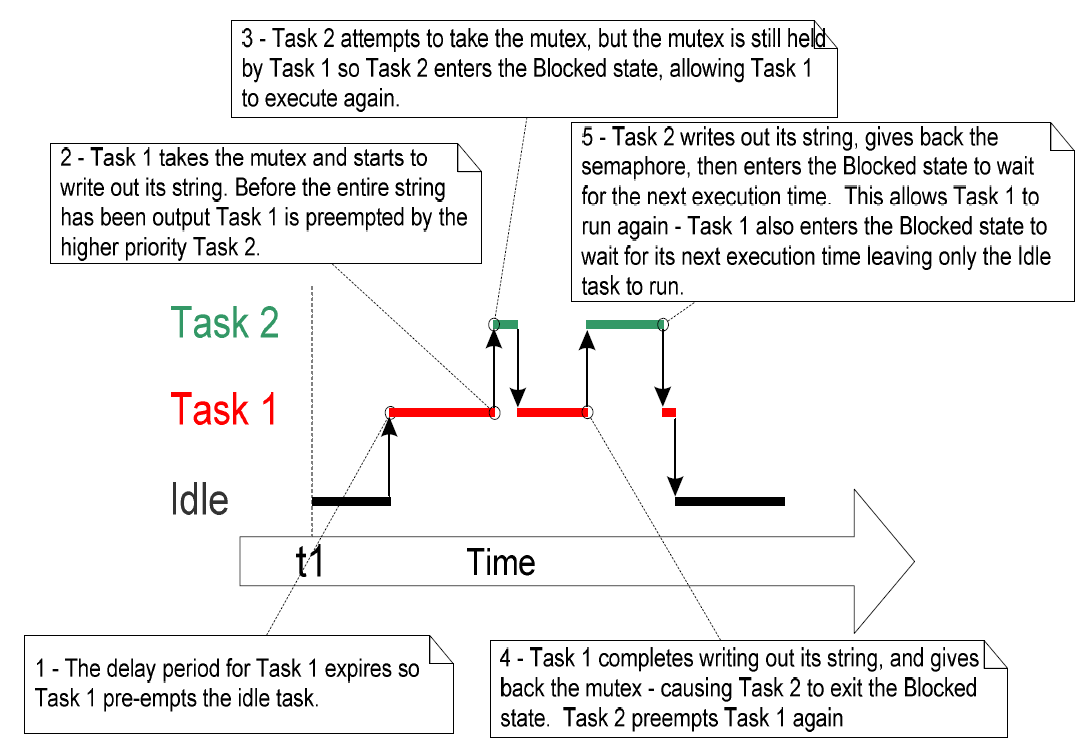 3 - Task 2 attempts to take the mutex, but the mutex is still held
by Task 1 so Task 2 enters the Blocked state, allowing Task 1
to execute again.
2 - Task 1 takes the mutex and starts to
write out its string. Before the entire string
has been output Task 1 is preempted by the
higher priority Task 2.
5 - Task 2 writes out its string, gives back the
semaphore, then enters the Blocked state to wait
for the next execution time.  This allows Task 1 to
run again - Task 1 also enters the Blocked state to
wait for its next execution time leaving only the Idle
task to run.
Task 2
Task 1
Idle
t1
Time
1 - The delay period for Task 1 expires so
Task 1 pre-empts the idle task.
4 - Task 1 completes writing out its string, and gives
back the mutex - causing Task 2 to exit the Blocked
state.  Task 2 preempts Task 1 again